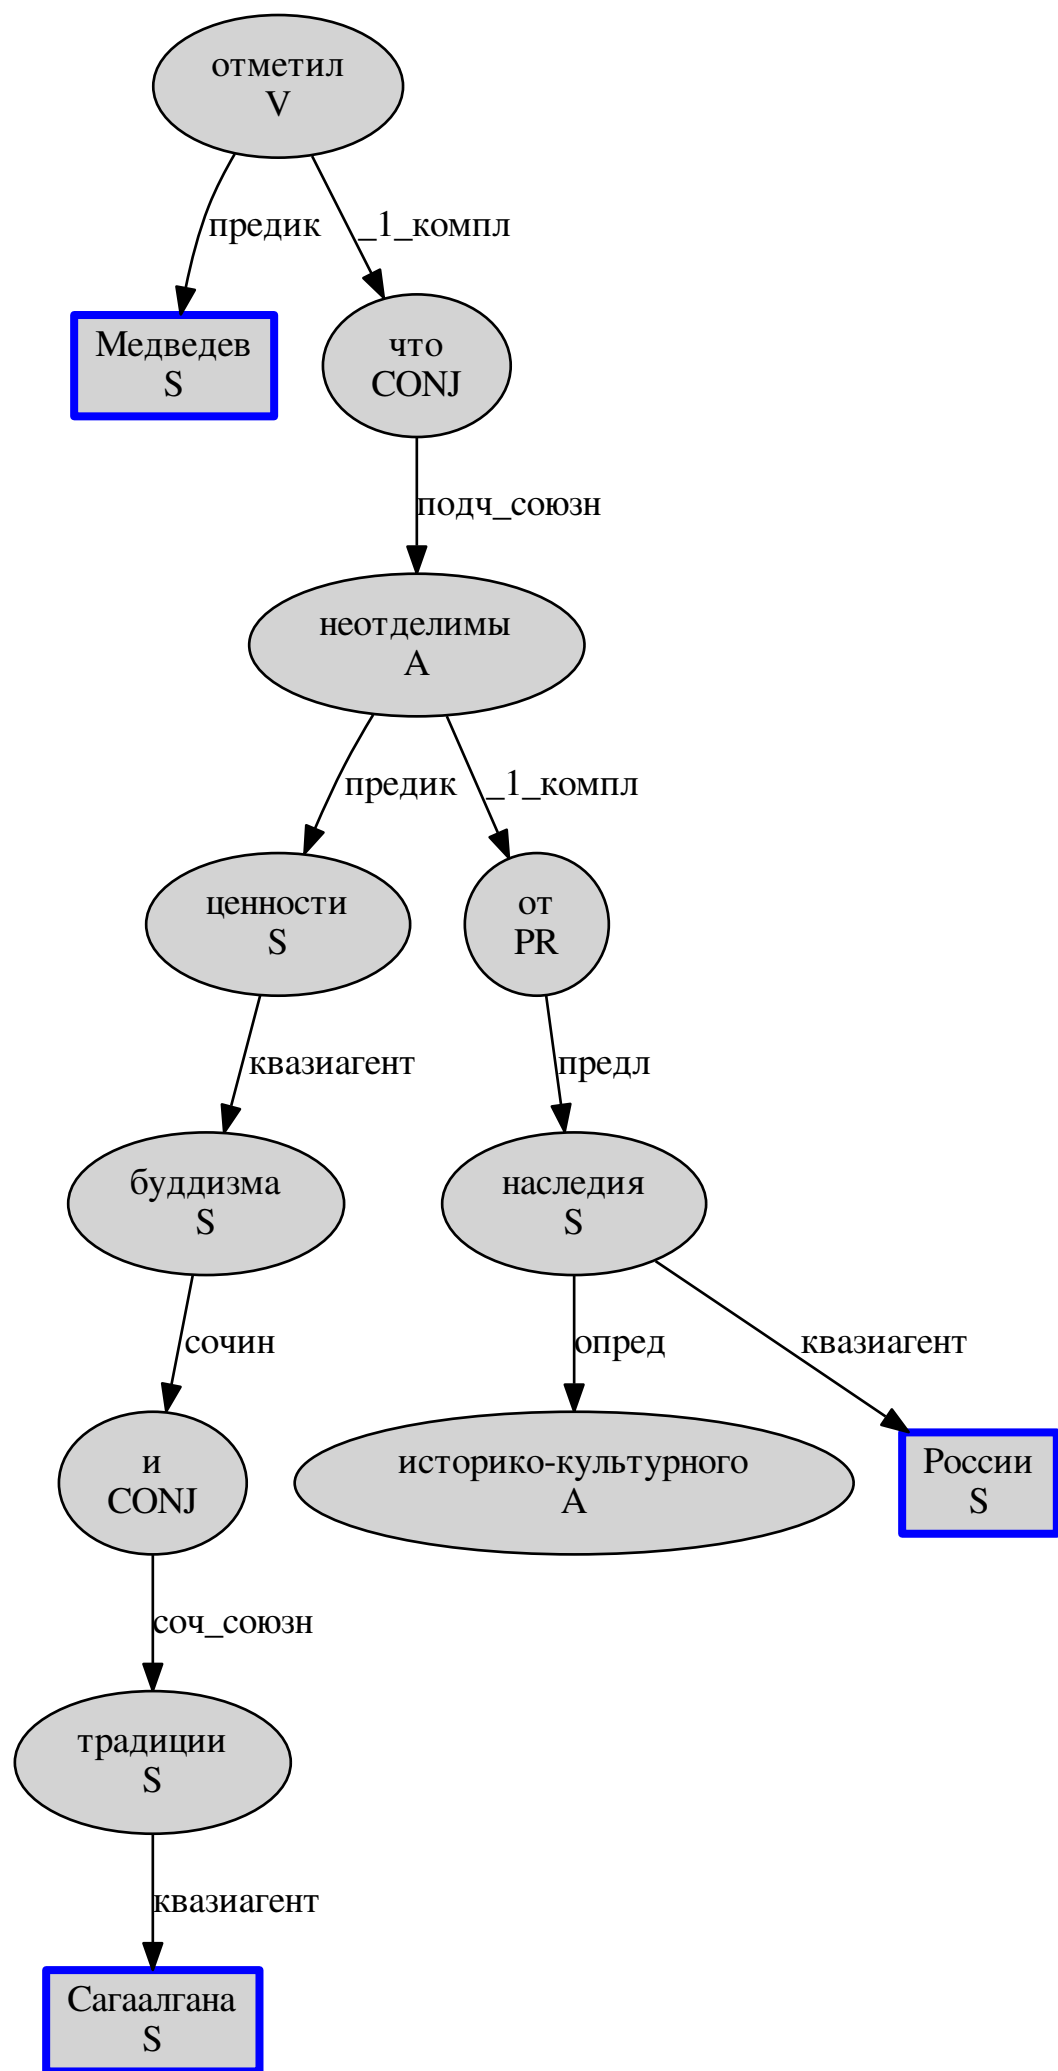 отметил
V
предик
_1_компл
Медведев
S
что
CONJ
подч_союзн
неотделимы
A
предик
_1_компл
ценности
S
от
PR
квазиагент
предл
буддизма
S
наследия
S
сочин
опред
квазиагент
и
CONJ
историко-культурного
A
России
S
соч_союзн
традиции
S
квазиагент
Сагаалгана
S